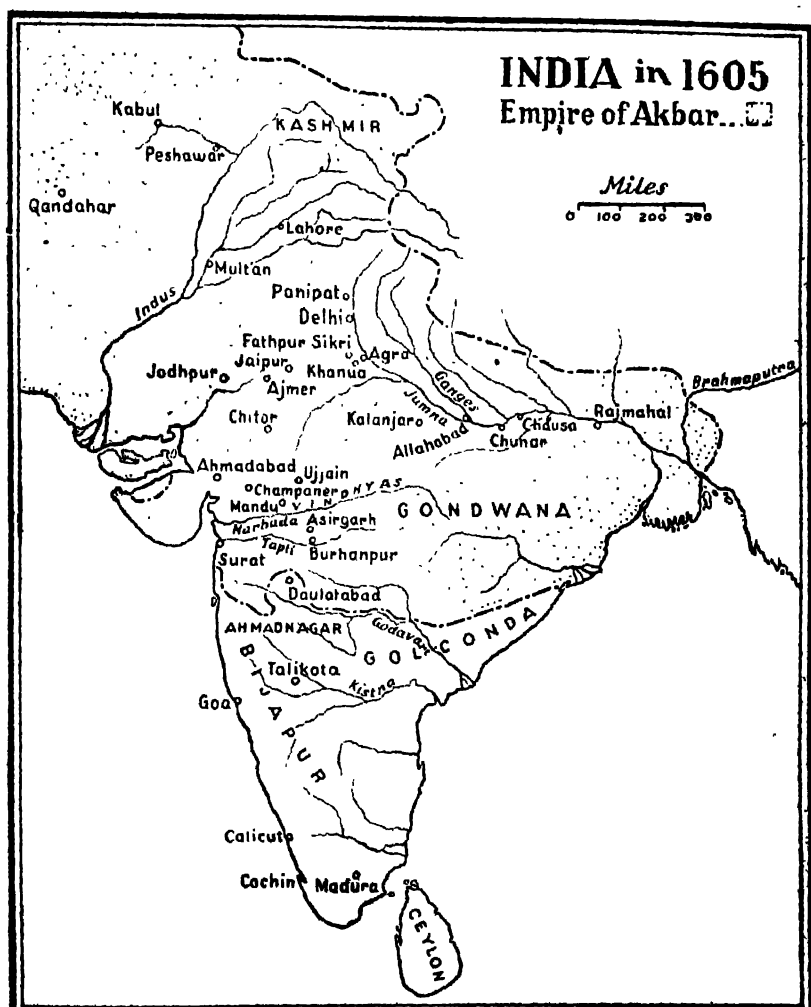 INDIA in 1605
Empire of Akbar...
Miles
0 100 200 300
Kabul
KASHMIR
Peshawar
Qandahar
Lahore
Multan
Indus
Panipat
Delhi
Fathpur Sikri
Agra
Jaipur
Khanua
Jodhpur
Ajmer
Ganges
Jumna
Brahmaputra
Chitor
Kalanjar
Allahabad
Chunar
Chausa
Rajmahal
Ahmadabad
Ujjain
Champaner
VINDHYAS
Mandu
Narbada
Asirgarh
GONDWANA
Tapti
Burhanpur
Surat
Daulatabad
AHMADNAGAR
Godavari
GOLCONDA
BIJAPUR
Talikota
Kistna
Goa
Calicut
Cochin
Madura
CEYLON